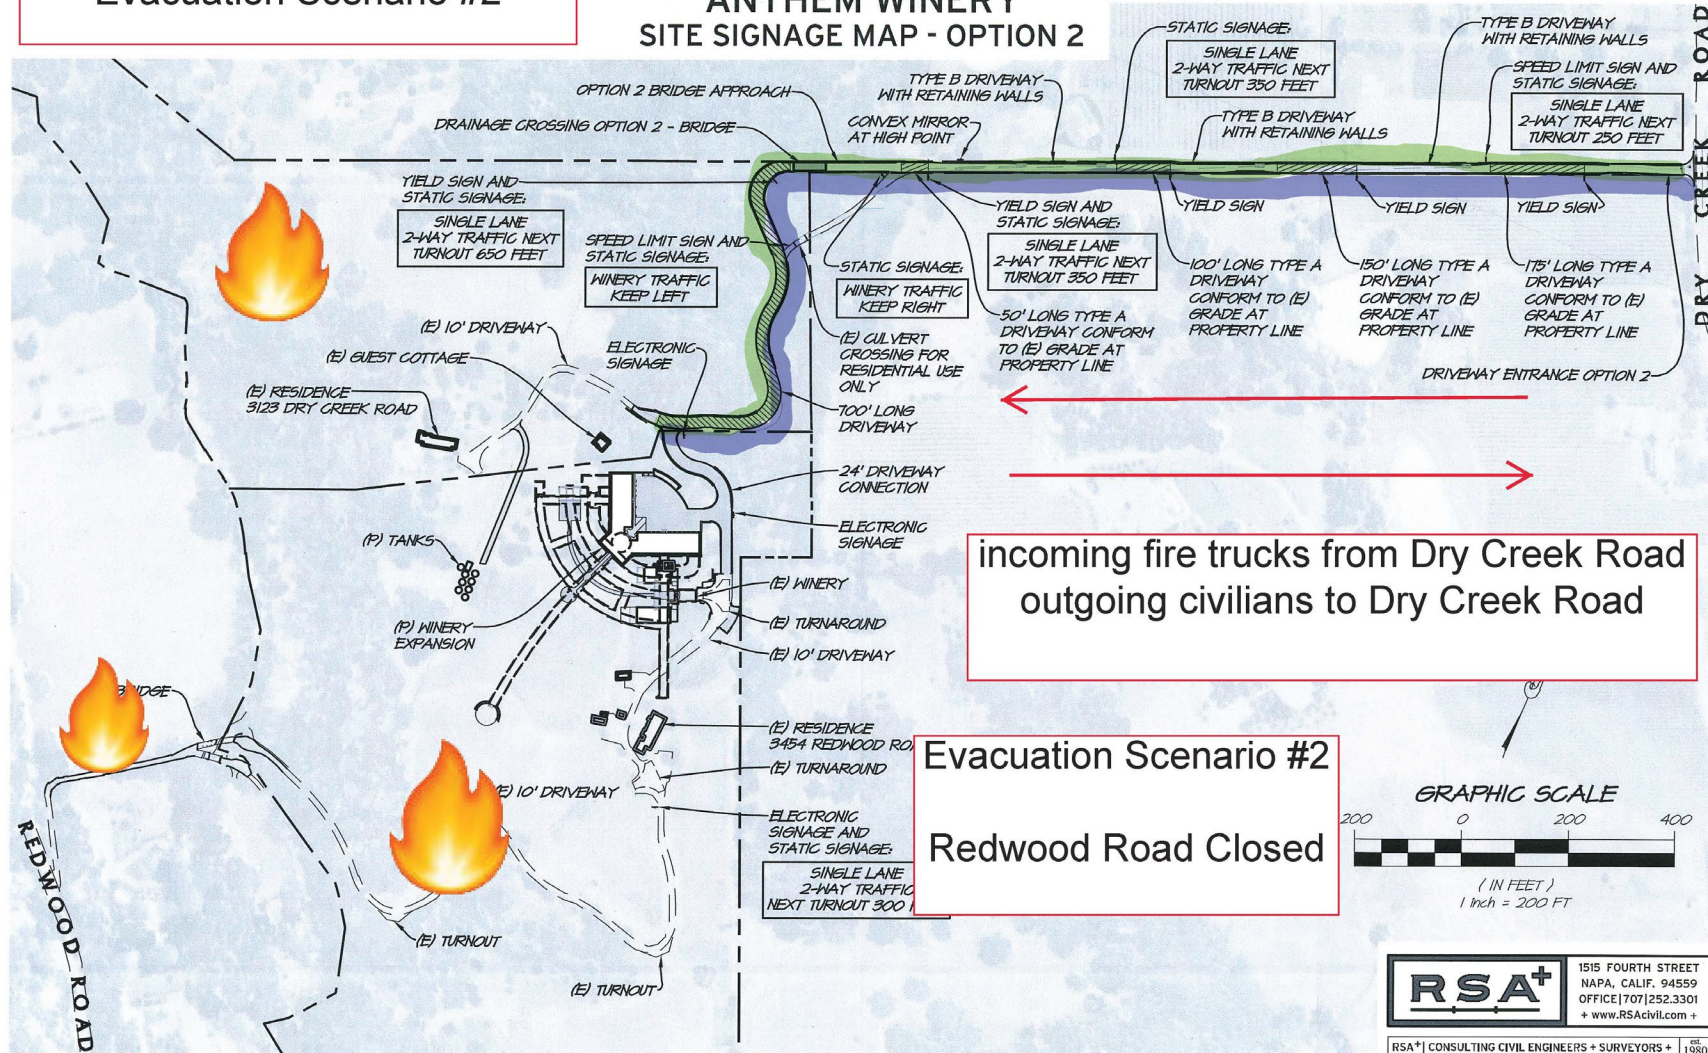 Evacuation Scenario #2
ANTHEM WINERY
SITE SIGNAGE MAP - OPTION 2
STATIC SIGNAGE:
SINGLE LANE
2-WAY TRAFFIC NEXT
TURNOUT 350 FEET
TYPE B DRIVEWAY
WITH RETAINING WALLS
SPEED LIMIT SIGN AND
STATIC SIGNAGE:
SINGLE LANE
2-WAY TRAFFIC NEXT
TURNOUT 250 FEET
DRY CREEK ROAD
OPTION 2 BRIDGE APPROACH
TYPE B DRIVEWAY
WITH RETAINING WALLS
DRAINAGE CROSSING OPTION 2 - BRIDGE
CONVEX MIRROR
AT HIGH POINT
TYPE B DRIVEWAY
WITH RETAINING WALLS
YIELD SIGN AND
STATIC SIGNAGE:
SINGLE LANE
2-WAY TRAFFIC NEXT
TURNOUT 650 FEET
SPEED LIMIT SIGN AND
STATIC SIGNAGE:
WINERY TRAFFIC
KEEP LEFT
STATIC SIGNAGE:
WINERY TRAFFIC
KEEP RIGHT
YIELD SIGN AND
STATIC SIGNAGE:
SINGLE LANE
2-WAY TRAFFIC NEXT
TURNOUT 350 FEET
YIELD SIGN
YIELD SIGN
YIELD SIGN
50' LONG TYPE A
DRIVEWAY CONFORM
TO (E) GRADE AT
PROPERTY LINE
100' LONG TYPE A
DRIVEWAY
CONFORM TO (E)
GRADE AT
PROPERTY LINE
150' LONG TYPE A
DRIVEWAY
CONFORM TO (E)
GRADE AT
PROPERTY LINE
175' LONG TYPE A
DRIVEWAY
CONFORM TO (E)
GRADE AT
PROPERTY LINE
DRIVEWAY ENTRANCE OPTION 2
(E) 10' DRIVEWAY
(E) GUEST COTTAGE
(E) RESIDENCE
3123 DRY CREEK ROAD
ELECTRONIC
SIGNAGE
(E) CULVERT
CROSSING FOR
RESIDENTIAL USE
ONLY
700' LONG
DRIVEWAY
24' DRIVEWAY
CONNECTION
ELECTRONIC
SIGNAGE
incoming fire trucks from Dry Creek Road
outgoing civilians to Dry Creek Road
(P) TANKS
(P) WINERY
EXPANSION
(E) WINERY
(E) TURNAROUND
(E) 10' DRIVEWAY
(E) RESIDENCE
3454 REDWOOD RO
(E) TURNAROUND
(E) 10' DRIVEWAY
ELECTRONIC
SIGNAGE AND
STATIC SIGNAGE:
SINGLE LANE
2-WAY TRAFFIC
NEXT TURNOUT 300
Evacuation Scenario #2
Redwood Road Closed
GRAPHIC SCALE
200 0 200 400
( IN FEET )
1 inch = 200 FT
REDWOOD ROAD
(E) TURNOUT
(E) TURNOUT
RSA+
1515 FOURTH STREET
NAPA, CALIF. 94559
OFFICE|707|252.3301
+ www.RSAcivil.com +
RSA+| CONSULTING CIVIL ENGINEERS + SURVEYORS + est. 1980